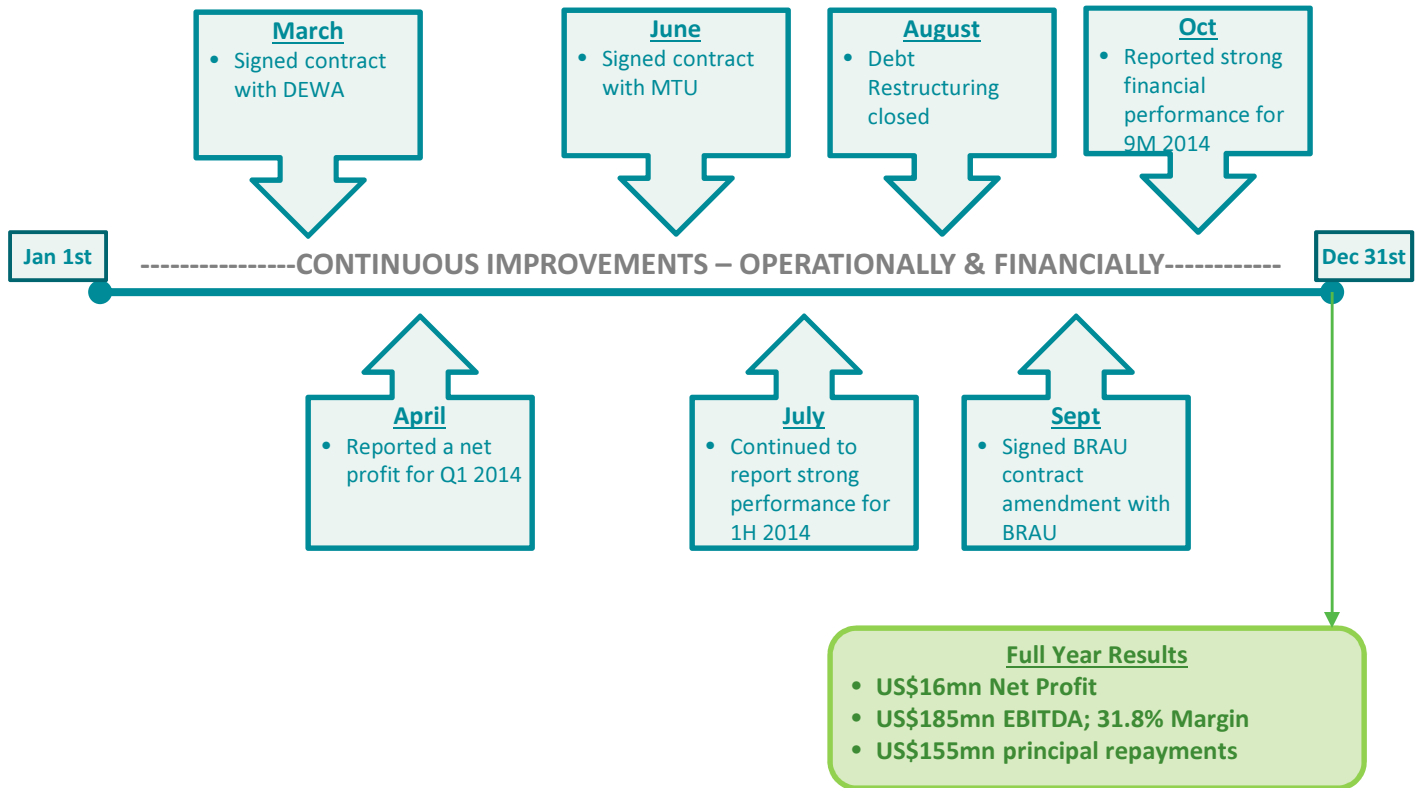 March
• Signed contract
with DEWA
June
• Signed contract
with MTU
August
• Debt
Restructuring
closed
Oct
• Reported strong
financial
performance for
9M 2014
Jan 1st
----------------CONTINUOUS IMPROVEMENTS – OPERATIONALLY & FINANCIALLY------------
Dec 31st
April
• Reported a net
profit for Q1 2014
July
• Continued to
report strong
performance for
1H 2014
Sept
• Signed BRAU
contract
amendment with
BRAU
Full Year Results
• US$16mn Net Profit
• US$185mn EBITDA; 31.8% Margin
• US$155mn principal repayments